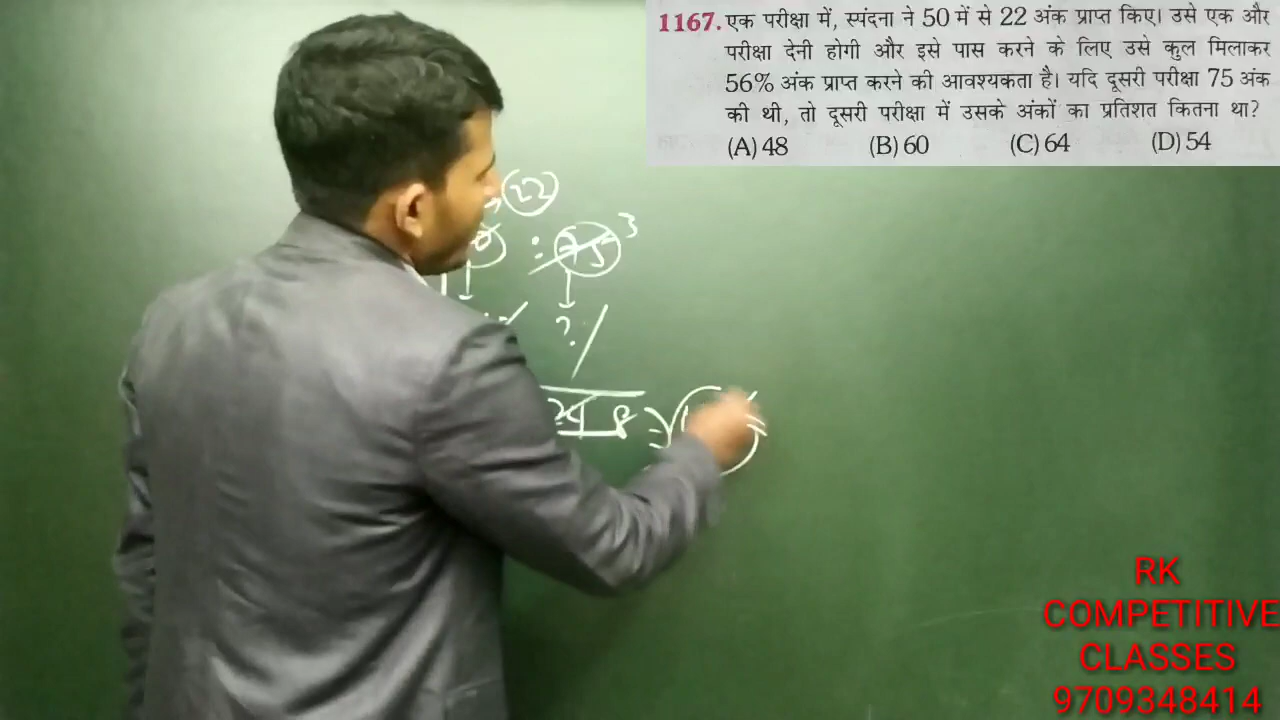 1167. एक परीक्षा में, स्पंदना ने 50 में से 22 अंक प्राप्त किए। उसे एक और
परीक्षा देनी होगी और इसे पास करने के लिए उसे कुल मिलाकर
56% अंक प्राप्त करने की आवश्यकता है। यदि दूसरी परीक्षा 75 अंक
की थी, तो दूसरी परीक्षा में उसके अंकों का प्रतिशत कितना था?
(A) 48 (B) 60 (C) 64 (D) 54
22
: 75 3
?
RK
COMPETITIVE
CLASSES
9709348414